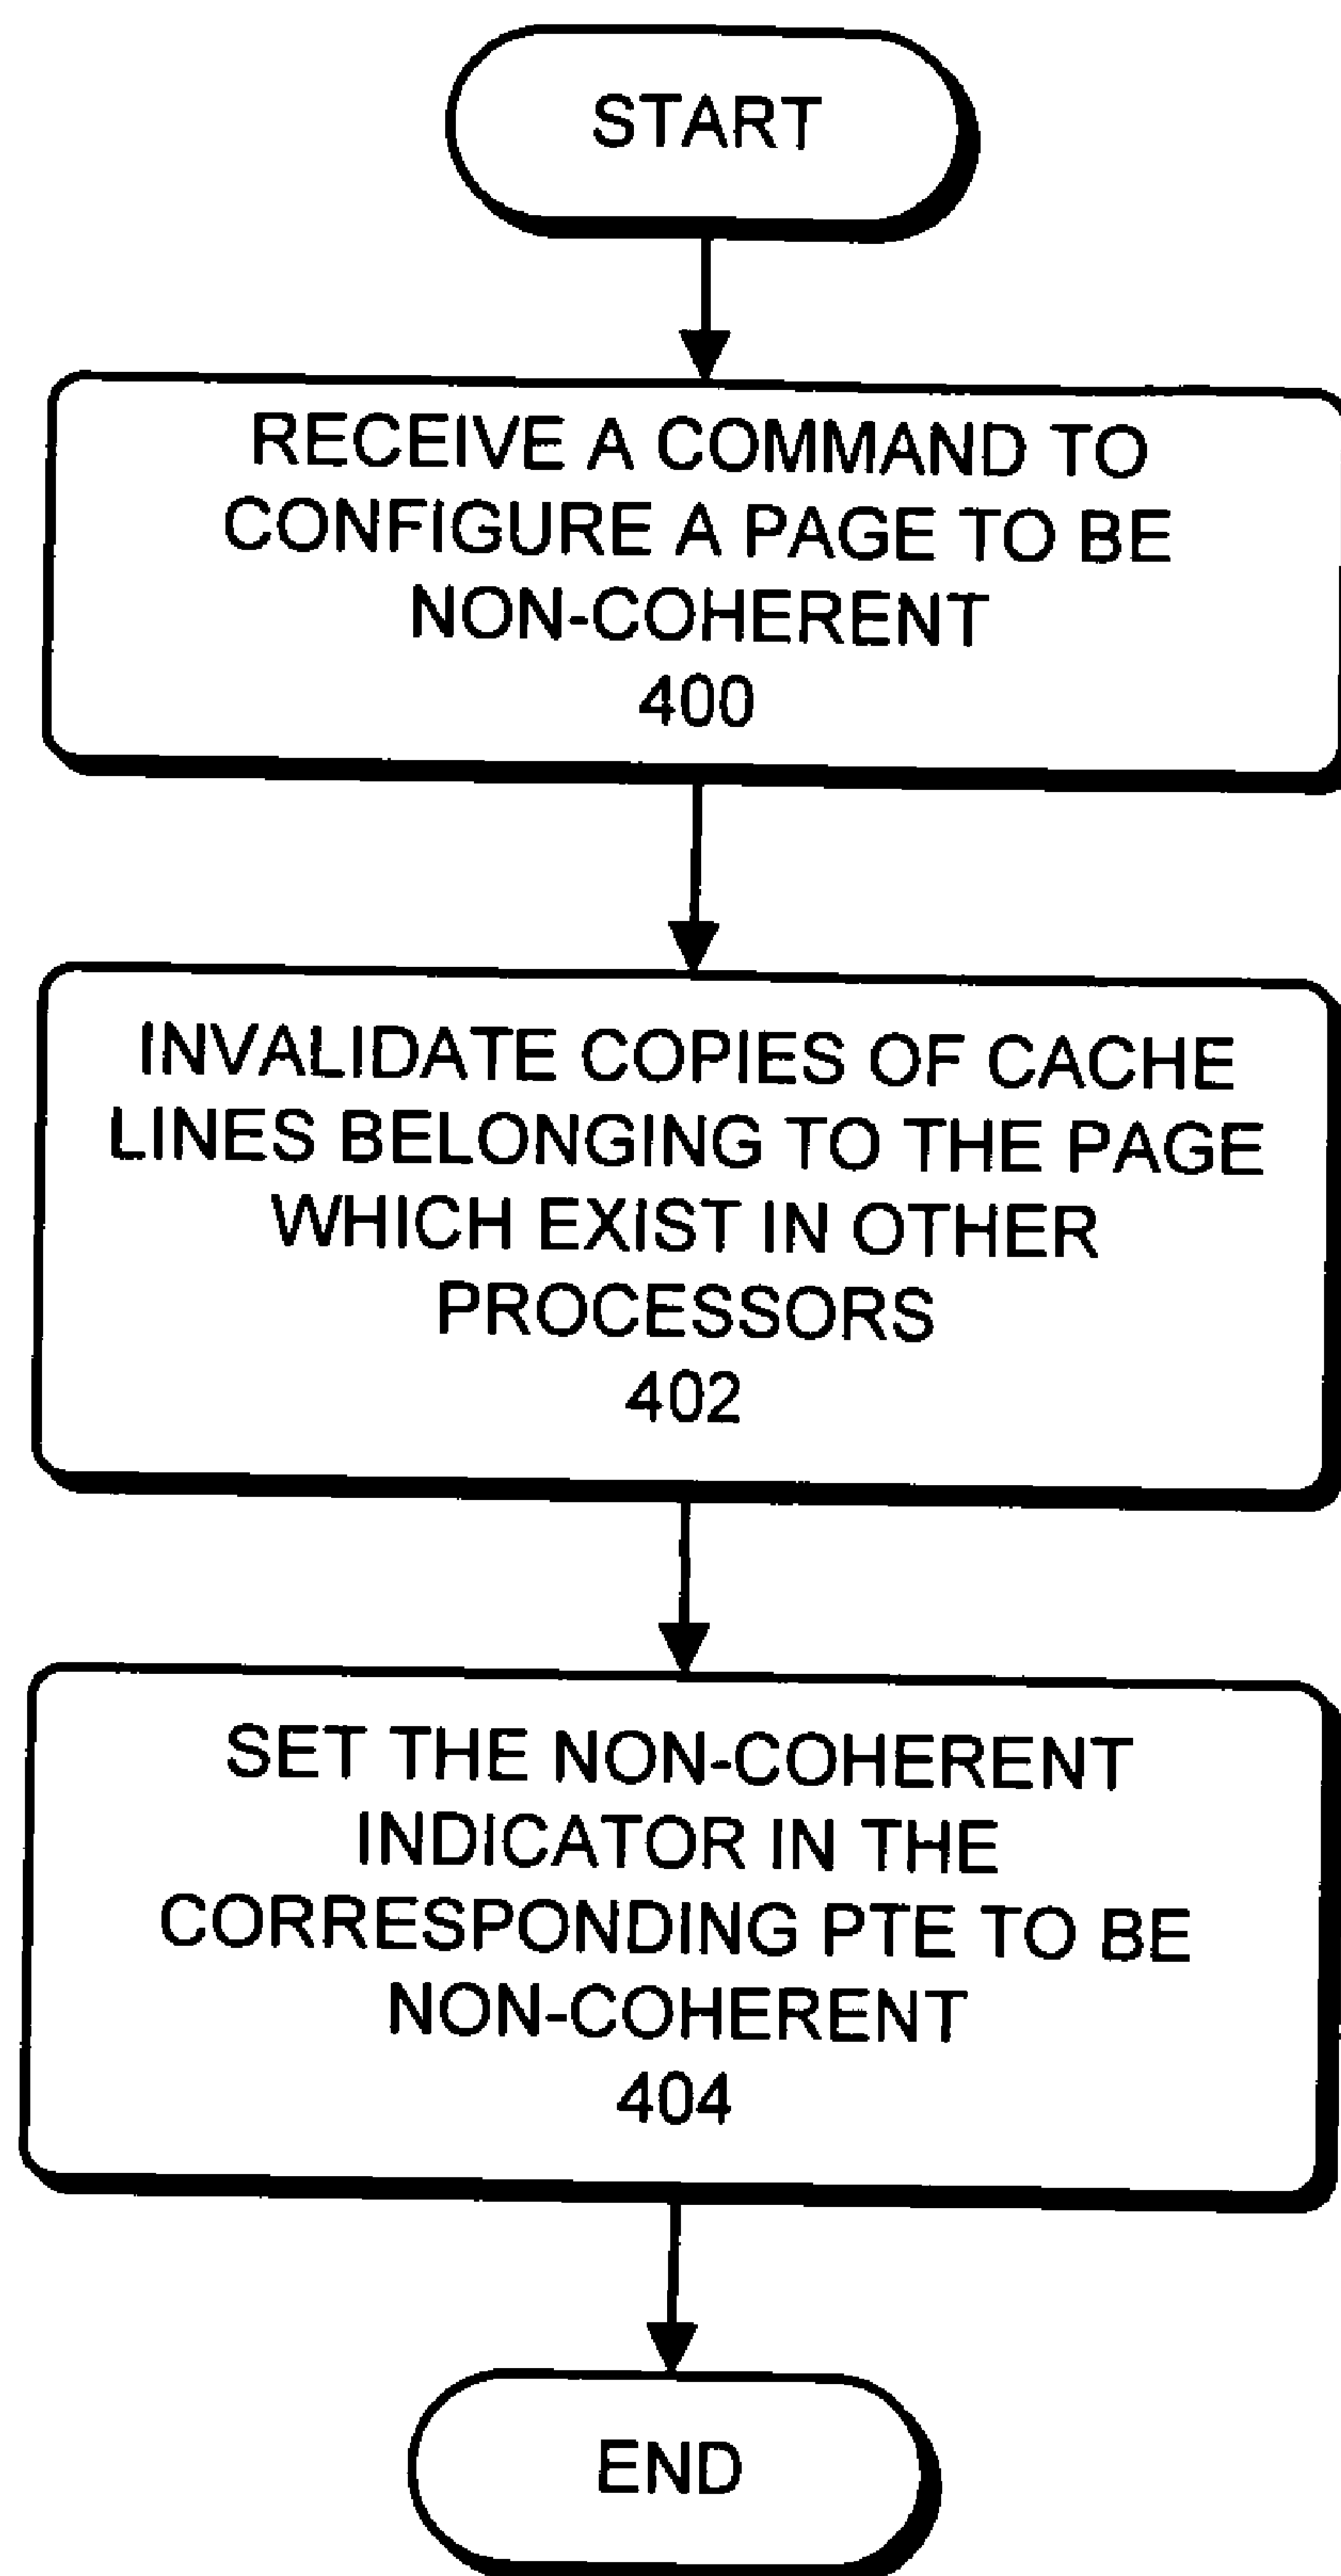 START
RECEIVE A COMMAND TO
CONFIGURE A PAGE TO BE
NON-COHERENT
400
INVALIDATE COPIES OF CACHE
LINES BELONGING TO THE PAGE
WHICH EXIST IN OTHER
PROCESSORS
402
SET THE NON-COHERENT
INDICATOR IN THE
CORRESPONDING PTE TO BE
NON-COHERENT
404
END